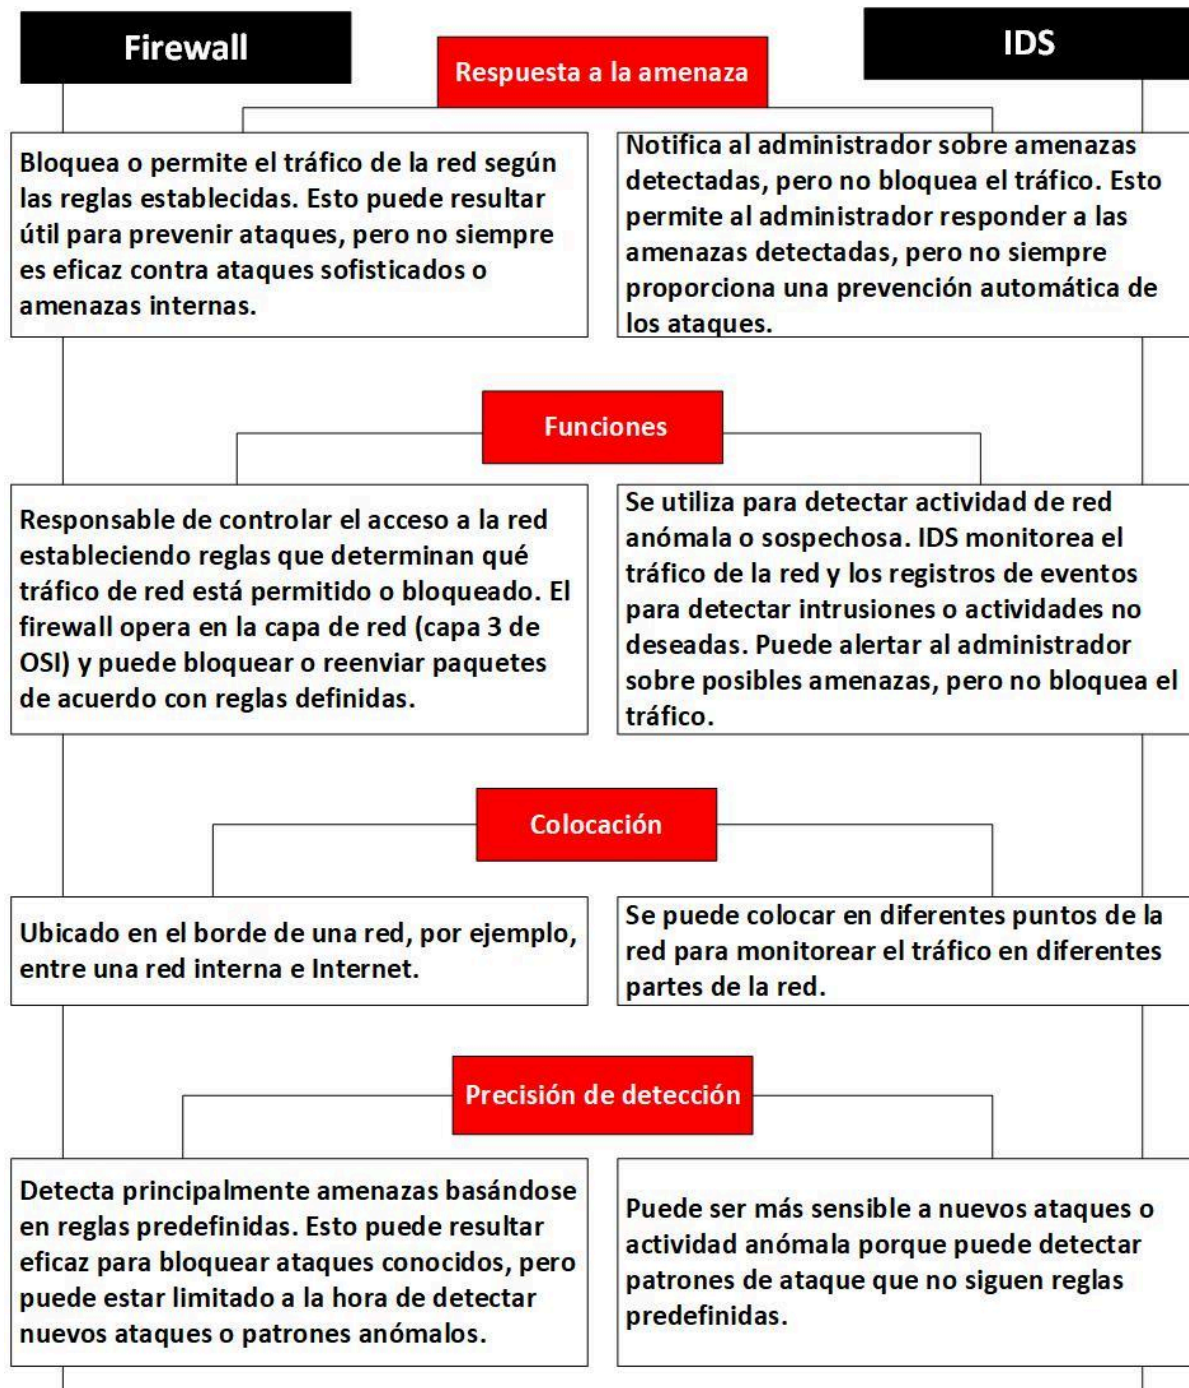 Firewall
IDS
Respuesta a la amenaza
Bloquea o permite el tráfico de la red según
las reglas establecidas. Esto puede resultar
útil para prevenir ataques, pero no siempre
es eficaz contra ataques sofisticados o
amenazas internas.
Notifica al administrador sobre amenazas
detectadas, pero no bloquea el tráfico. Esto
permite al administrador responder a las
amenazas detectadas, pero no siempre
proporciona una prevención automática de
los ataques.
Funciones
Responsable de controlar el acceso a la red
estableciendo reglas que determinan qué
tráfico de red está permitido o bloqueado. El
firewall opera en la capa de red (capa 3 de
OSI) y puede bloquear o reenviar paquetes
de acuerdo con reglas definidas.
Se utiliza para detectar actividad de red
anómala o sospechosa. IDS monitorea el
tráfico de la red y los registros de eventos
para detectar intrusiones o actividades no
deseadas. Puede alertar al administrador
sobre posibles amenazas, pero no bloquea el
tráfico.
Colocación
Ubicado en el borde de una red, por ejemplo,
entre una red interna e Internet.
Se puede colocar en diferentes puntos de la
red para monitorear el tráfico en diferentes
partes de la red.
Precisión de detección
Detecta principalmente amenazas basándose
en reglas predefinidas. Esto puede resultar
eficaz para bloquear ataques conocidos, pero
puede estar limitado a la hora de detectar
nuevos ataques o patrones anómalos.
Puede ser más sensible a nuevos ataques o
actividad anómala porque puede detectar
patrones de ataque que no siguen reglas
predefinidas.